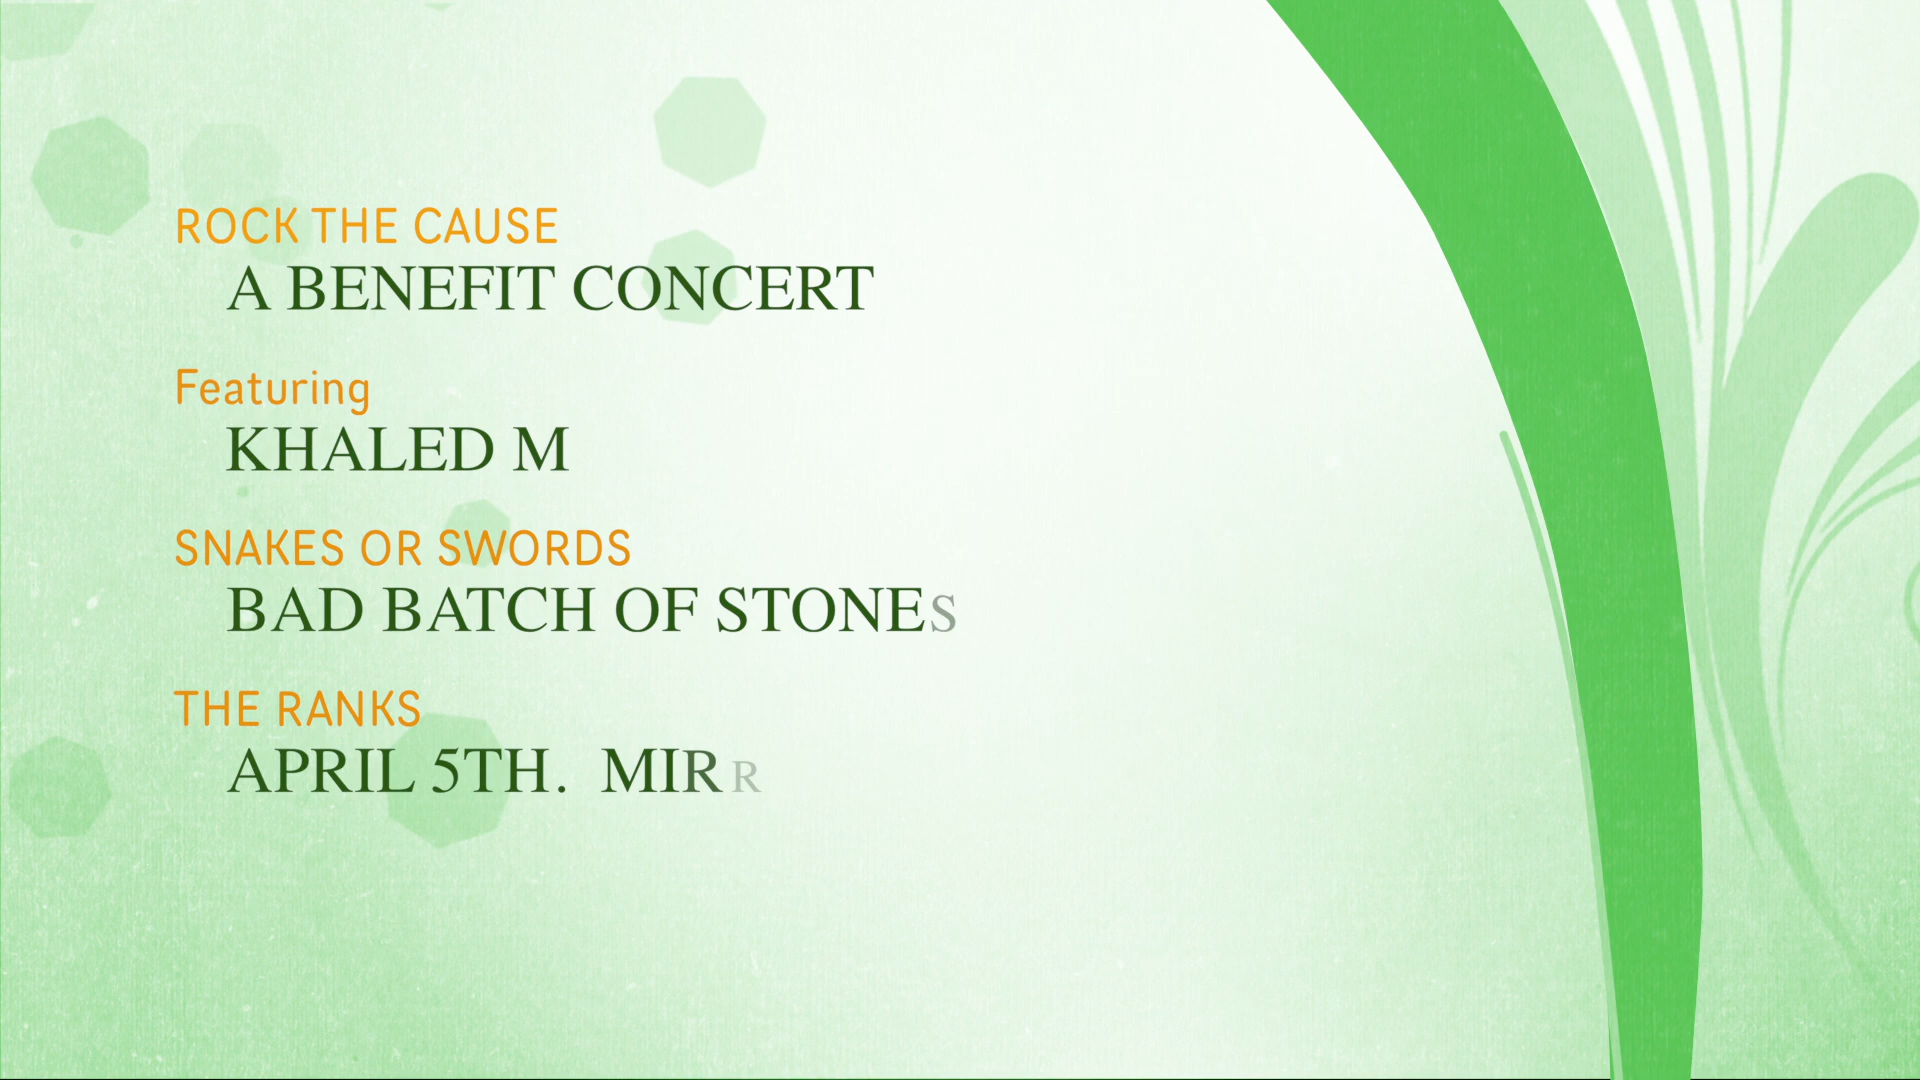 ROCK THE CAUSE
A BENEFIT CONCERT
Featuring
KHALED M
SNAKES OR SWORDS
BAD BATCH OF STONES
THE RANKS
APRIL 5TH. MIRR